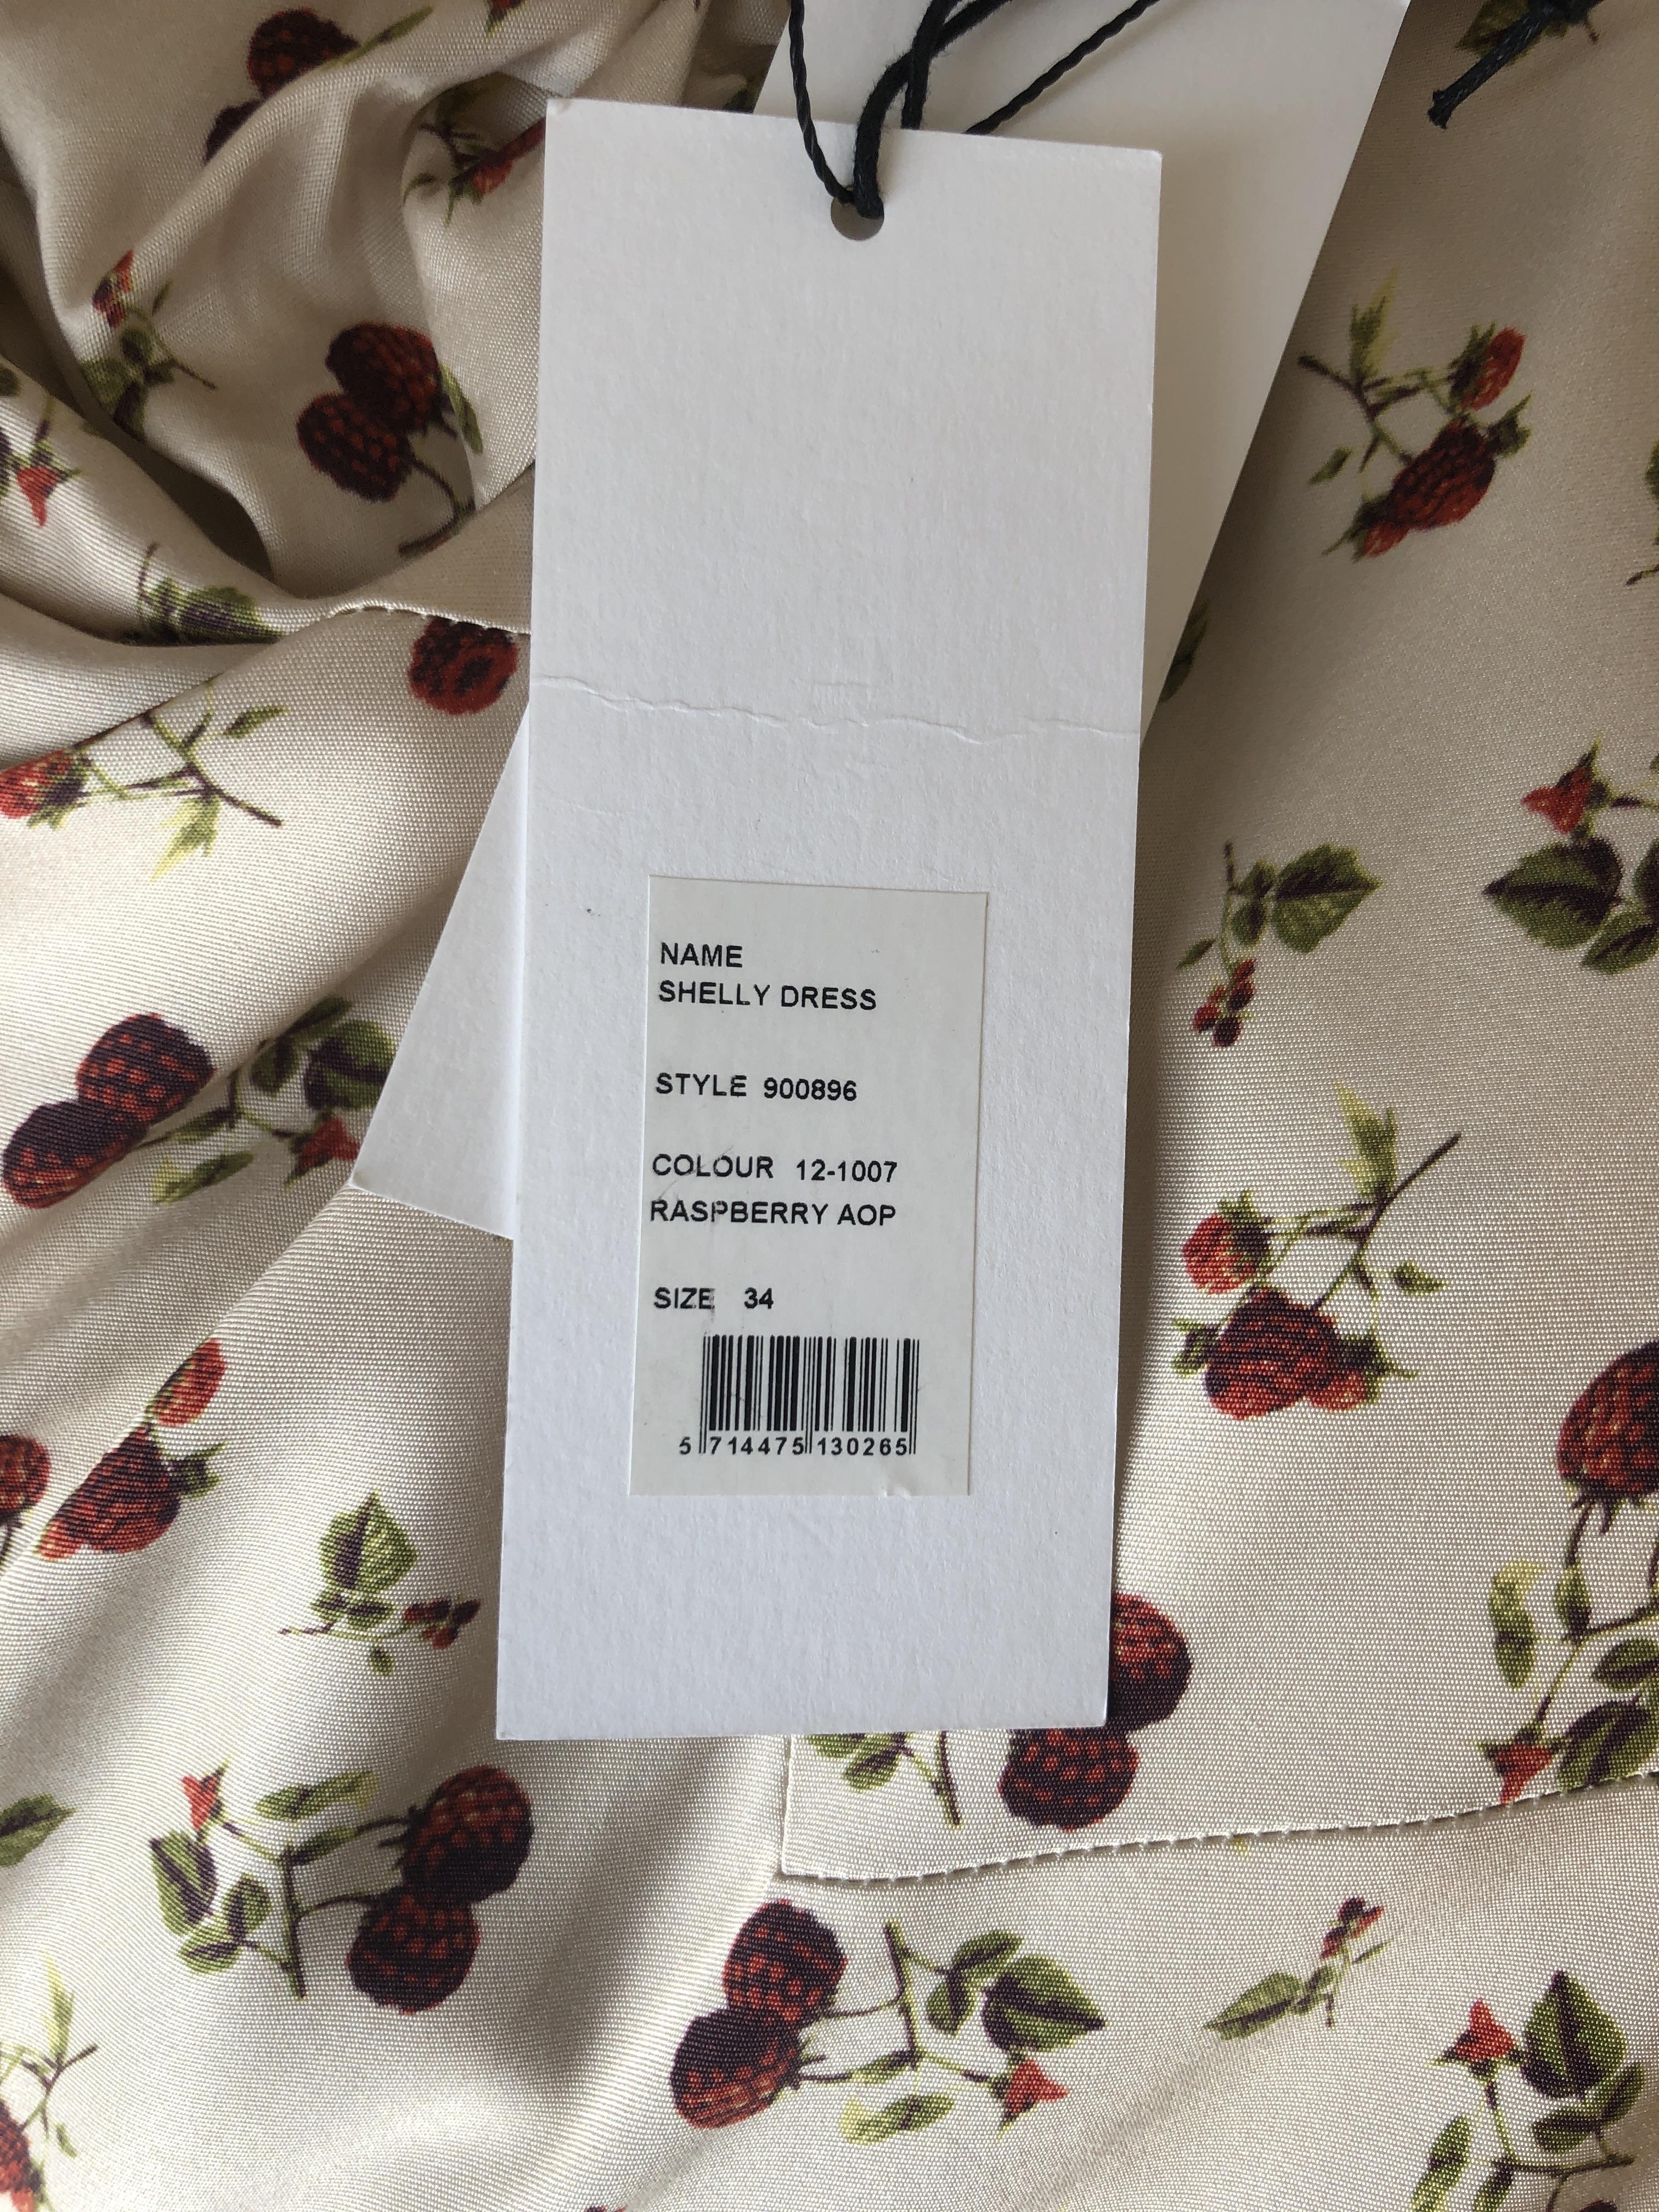 NAME
SHELLY DRESS
STYLE 900896
COLOUR 12-1007
RASPBERRY AOP
SIZE 34
5 714475 130265